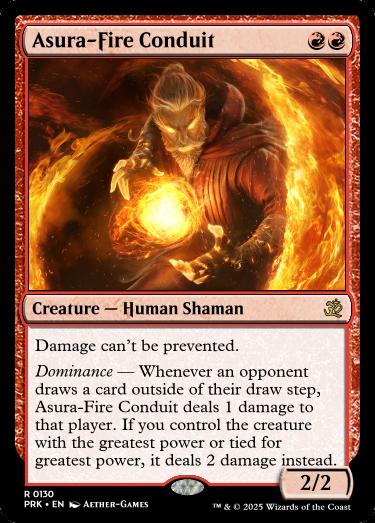 Asura-Fire Conduit
Creature — Human Shaman
Damage can't be prevented.
Dominance — Whenever an opponent
draws a card outside of their draw step,
Asura-Fire Conduit deals 1 damage to
that player. If you control the creature
with the greatest power or tied for
greatest power, it deals 2 damage instead.
2/2
R 0130
PRK • EN Aether-Games
™ & © 2025 Wizards of the Coast